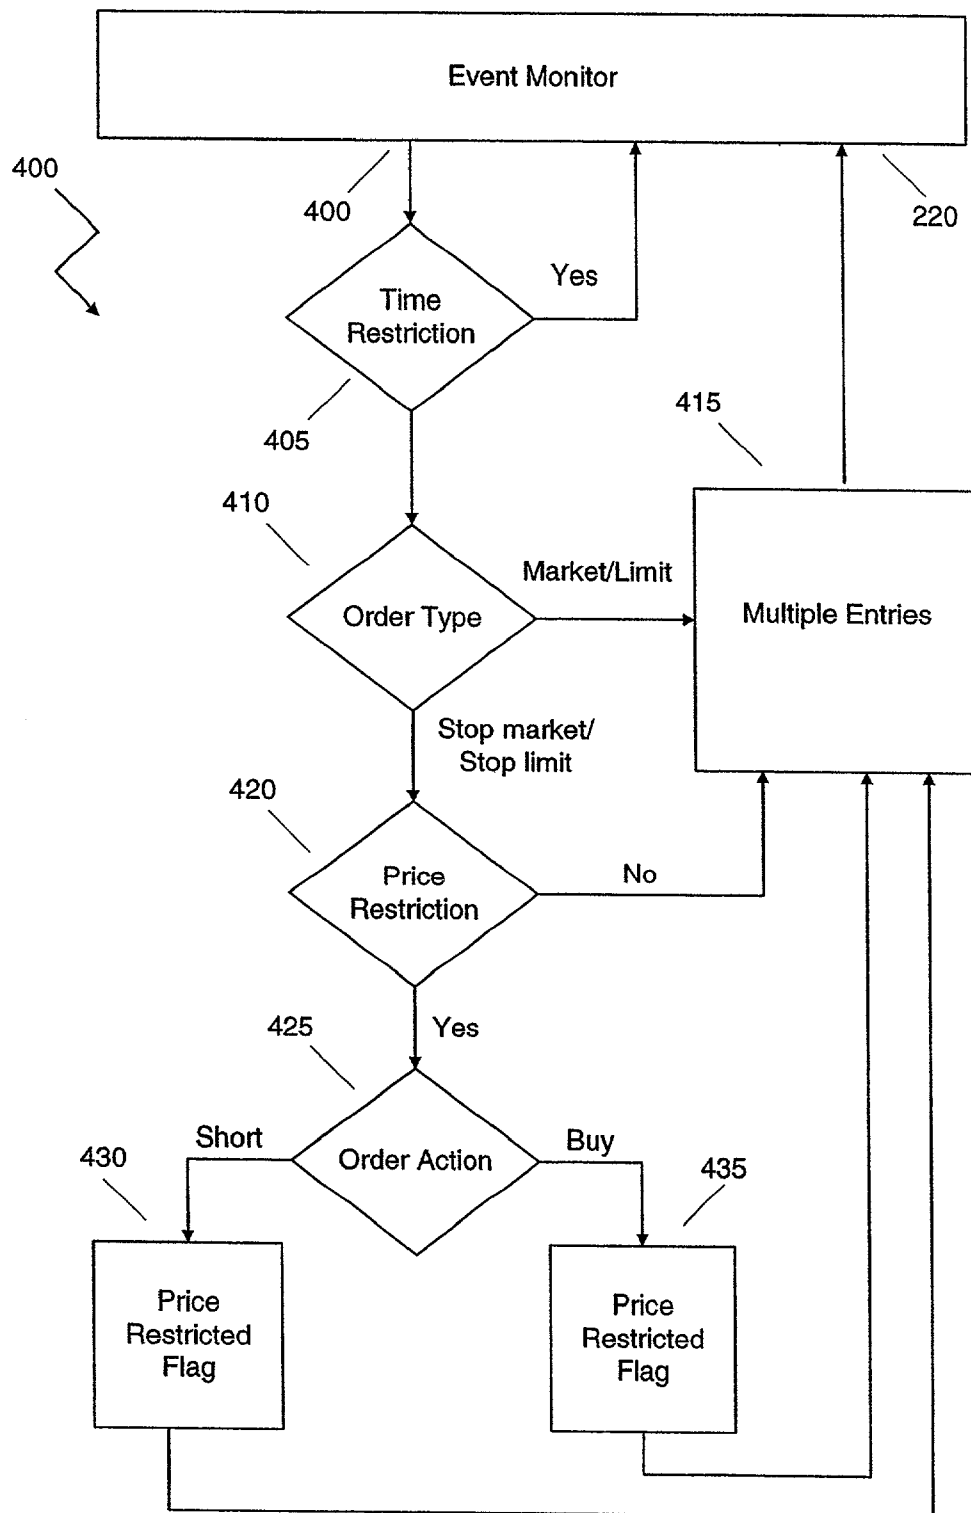 Event Monitor
400
400
220
Yes
Time
Restriction
405
415
410
Market/Limit
Order Type
Multiple Entries
Stop market/
Stop limit
420
No
Price
Restriction
Yes
425
Short
Buy
Order Action
430
435
Price
Restricted
Flag
Price
Restricted
Flag